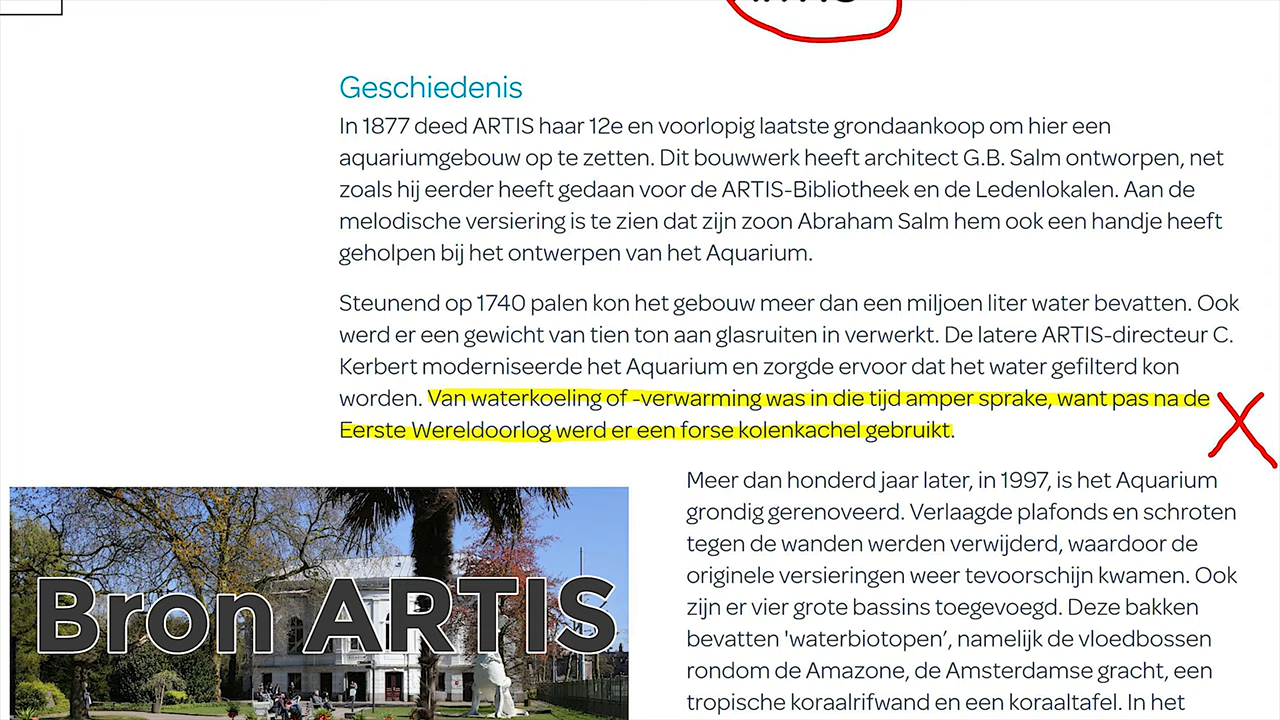 Geschiedenis
In 1877 deed ARTIS haar 12e en voorlopig laatste grondaankoop om hier een
aquariumgebouw op te zetten. Dit bouwwerk heeft architect G.B. Salm ontworpen, net
zoals hij eerder heeft gedaan voor de ARTIS-Bibliotheek en de Ledenlokalen. Aan de
melodische versiering is te zien dat zijn zoon Abraham Salm hem ook een handje heeft
geholpen bij het ontwerpen van het Aquarium.
Steunend op 1740 palen kon het gebouw meer dan een miljoen liter water bevatten. Ook
werd er een gewicht van tien ton aan glasruiten in verwerkt. De latere ARTIS-directeur C.
Kerbert moderniseerde het Aquarium en zorgde ervoor dat het water gefilterd kon
worden. Van waterkoeling of -verwarming was in die tijd amper sprake, want pas na de
Eerste Wereldoorlog werd er een forse kolenkachel gebruikt.
Meer dan honderd jaar later, in 1997, is het Aquarium
grondig gerenoveerd. Verlaagde plafonds en schroten
tegen de wanden werden verwijderd, waardoor de
originele versieringen weer tevoorschijn kwamen. Ook
zijn er vier grote bassins toegevoegd. Deze bakken
bevatten 'waterbiotopen’, namelijk de vloedbossen
rondom de Amazone, de Amsterdamse gracht, een
tropische koraalrifwand en een koraaltafel. In het
Bron ARTIS